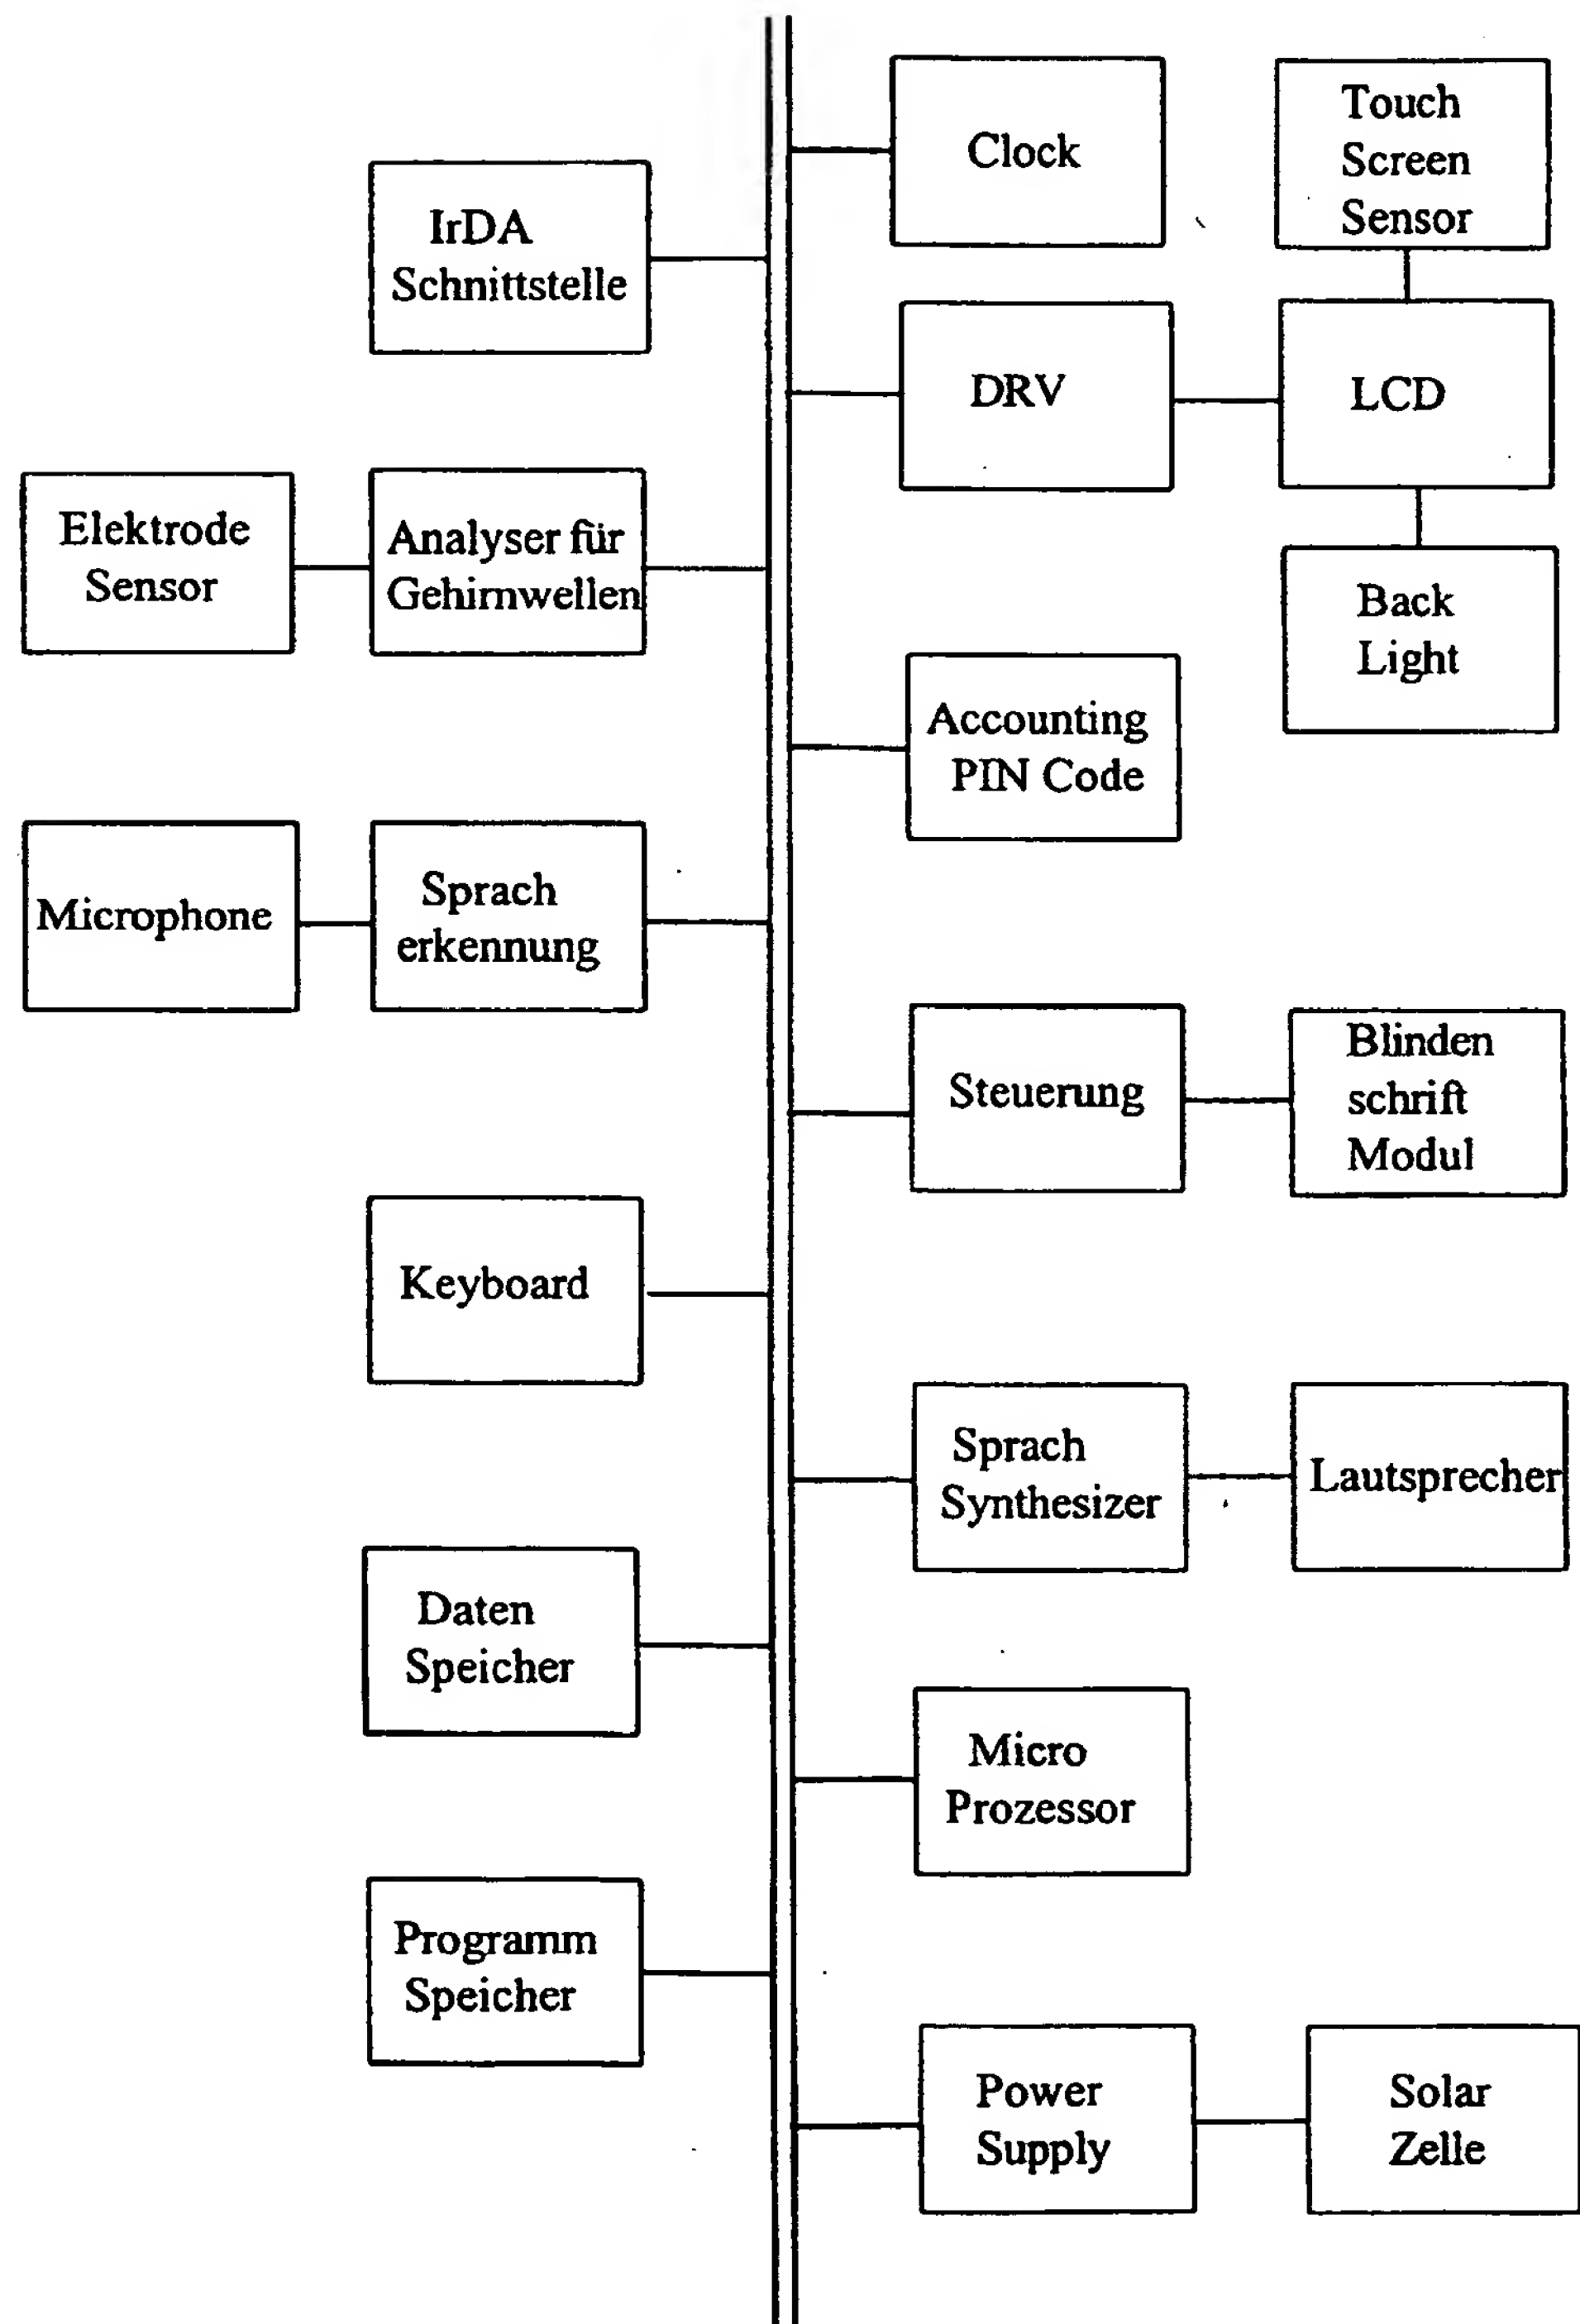 Clock
Touch
Screen
Sensor
IrDA
Schnittstelle
DRV
LCD
Elektrode
Sensor
Analyser für
Gehirnwellen
Back
Light
Accounting
PIN Code
Microphone
Sprach
erkennung
Steuerung
Blinden
schrift
Modul
Keyboard
Sprach
Synthesizer
Lautsprecher
Daten
Speicher
Micro
Prozessor
Programm
Speicher
Power
Supply
Solar
Zelle